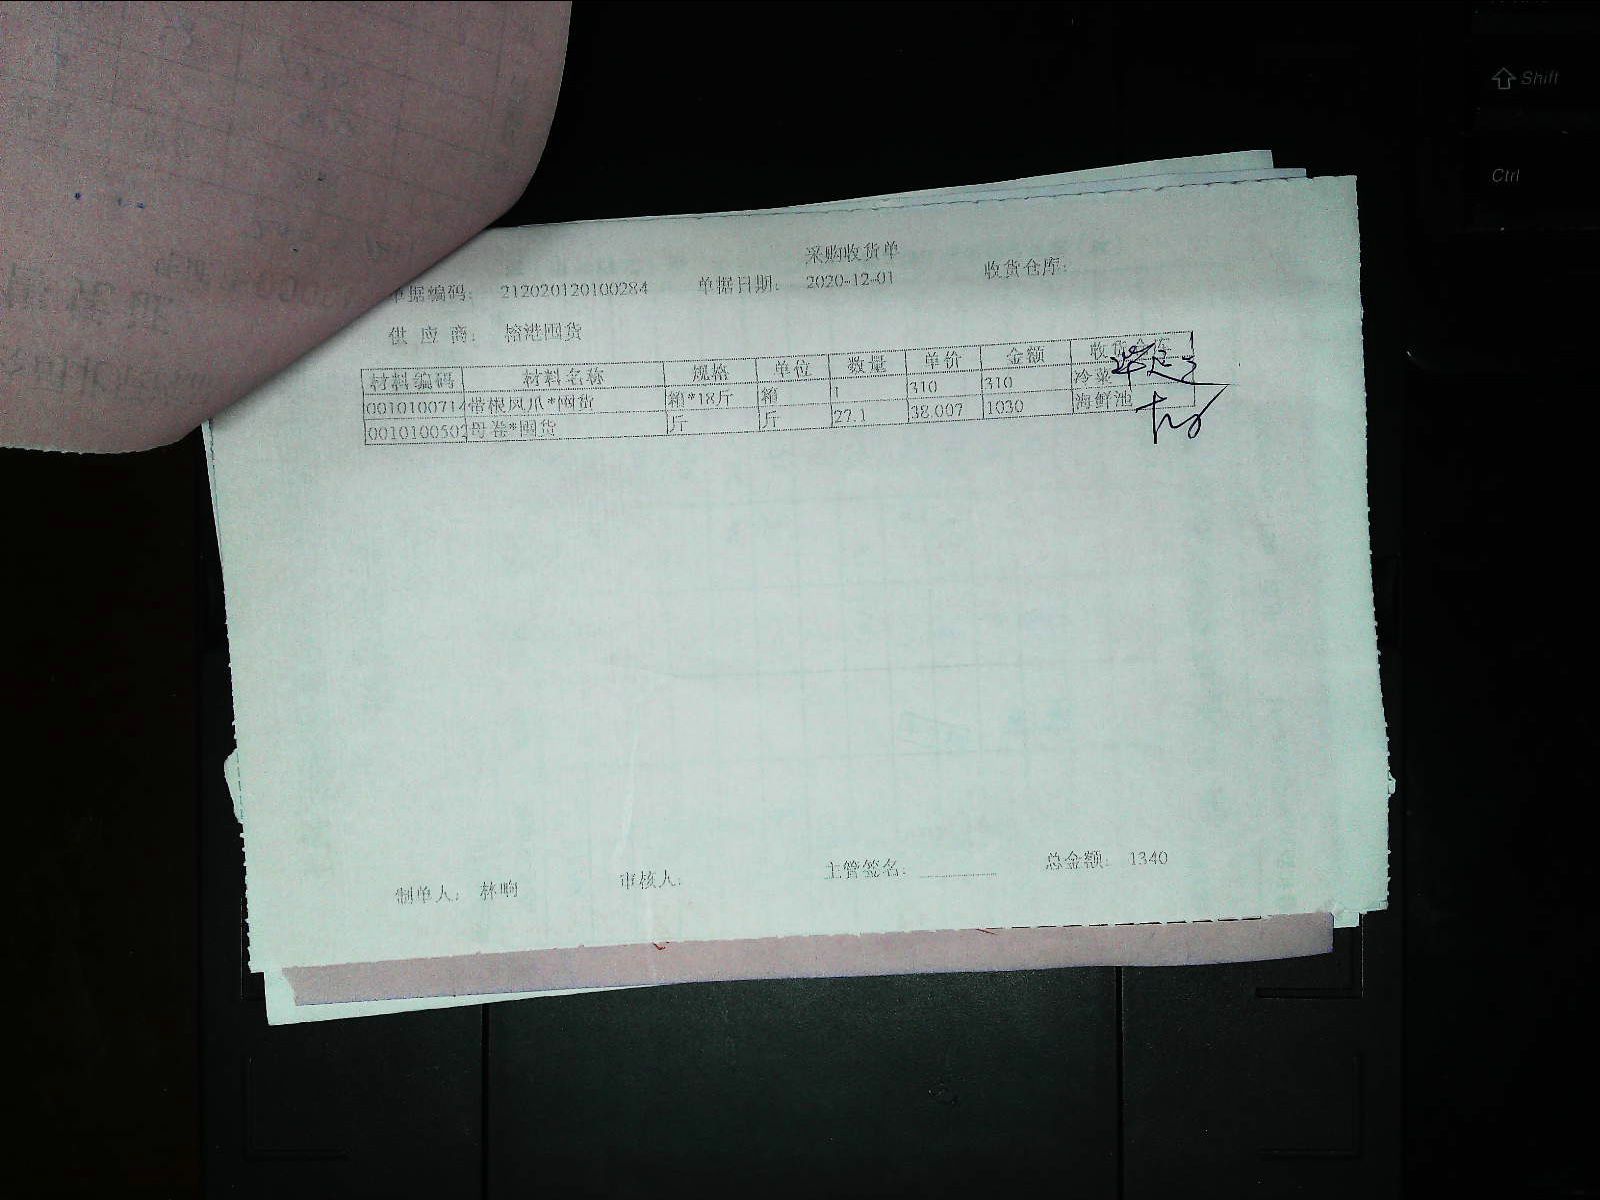 Shift
Ctrl
采购收货单
单据编码： 212020120100284 单据日期： 2020-12-01 收货仓库：
供 应 商： 榕港囤货
材料编码 材料名称 规格 单位 数量 单价 金额 收货仓库
0010100714 带根凤爪*囤货 箱*18斤 箱 1 310 310 冷菜
0010100502 母卷*囤货 斤 斤 27.1 38.007 1030 海鲜池
制单人： 林响 审核人： 主管签名： 总金额： 1340